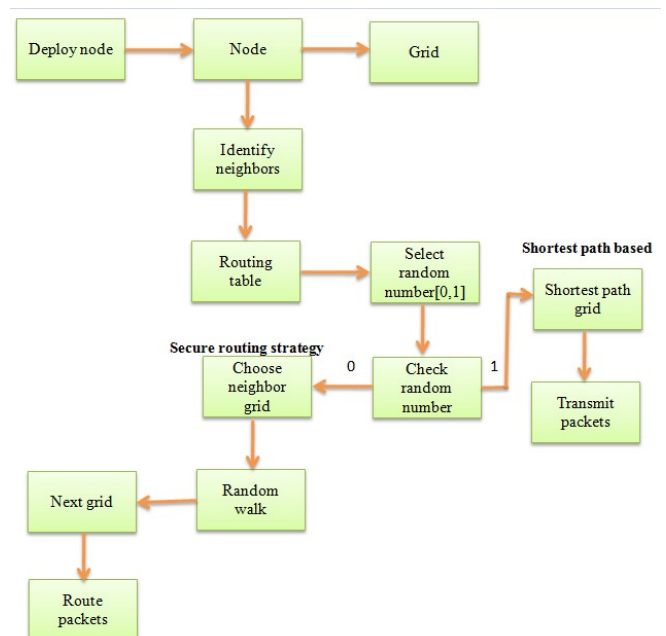 Deploy node
Node
Grid
Identify
neighbors
Routing
table
Select
random
number[0,1]
Shortest path based
Shortest path
grid
Secure routing strategy
Choose
neighbor
grid
0
Check
random
number
1
Transmit
packets
Next grid
Random
walk
Route
packets